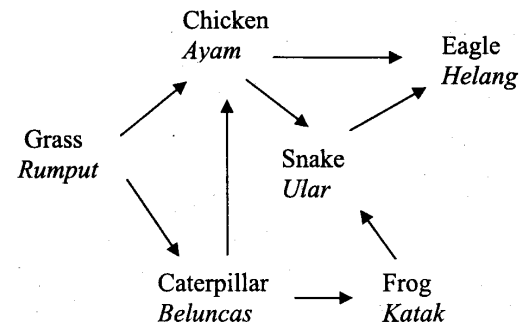 Chicken
Ayam
Eagle
Helang
Grass
Rumput
Snake
Ular
Caterpillar
Beluncas
Frog
Katak